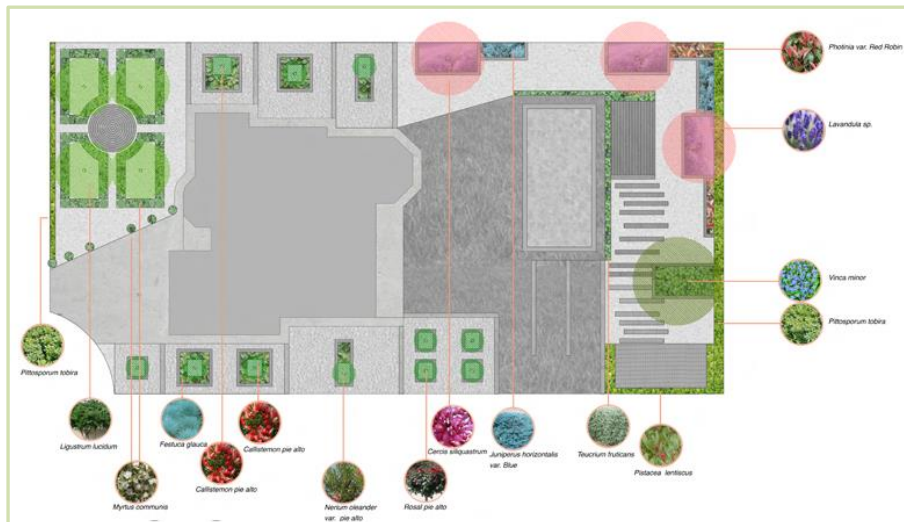 Photinia var. Red Robin
Lavandula sp.
Vinca minor
Pittosporum tobira
Pittosporum tobira
Ligustrum lucidum
Festuca glauca
Callistemon pie alto
Cercis siliquastrum
Juniperus horizontalis
var. Blue
Teucrium fruticans
Pistacea lentiscus
Myrtus communis
Callistemon pie alto
Nerium oleander
var. pie alto
Rosal pie alto